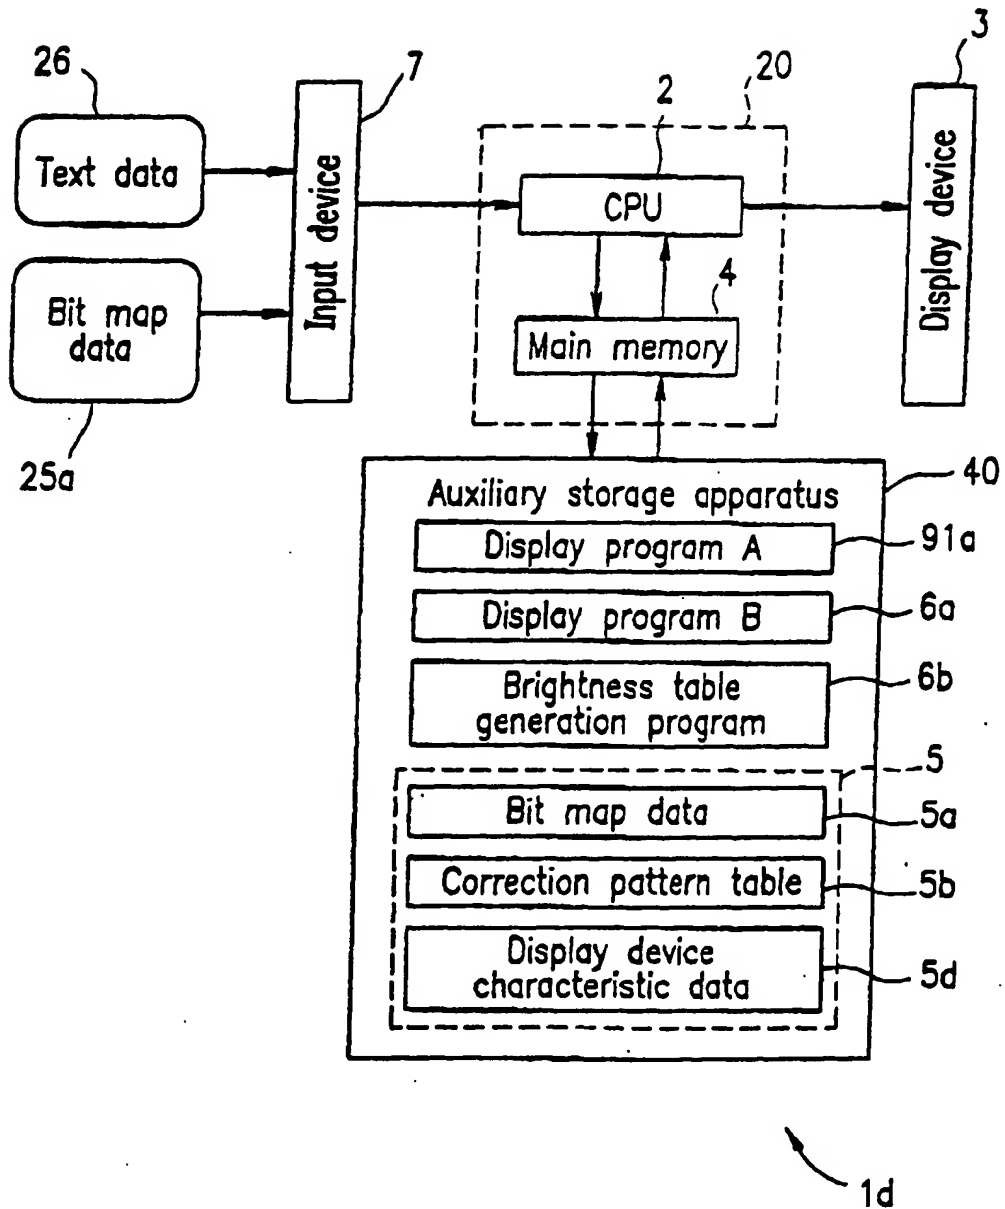 26
Text data
Bit map
data
25a
7
Input device
20
2
CPU
4
Main memory
3
Display device
40
Auxiliary storage apparatus
Display program A
91a
Display program B
6a
Brightness table
generation program
6b
5
Bit map data
5a
Correction pattern table
5b
Display device
characteristic data
5d
1d